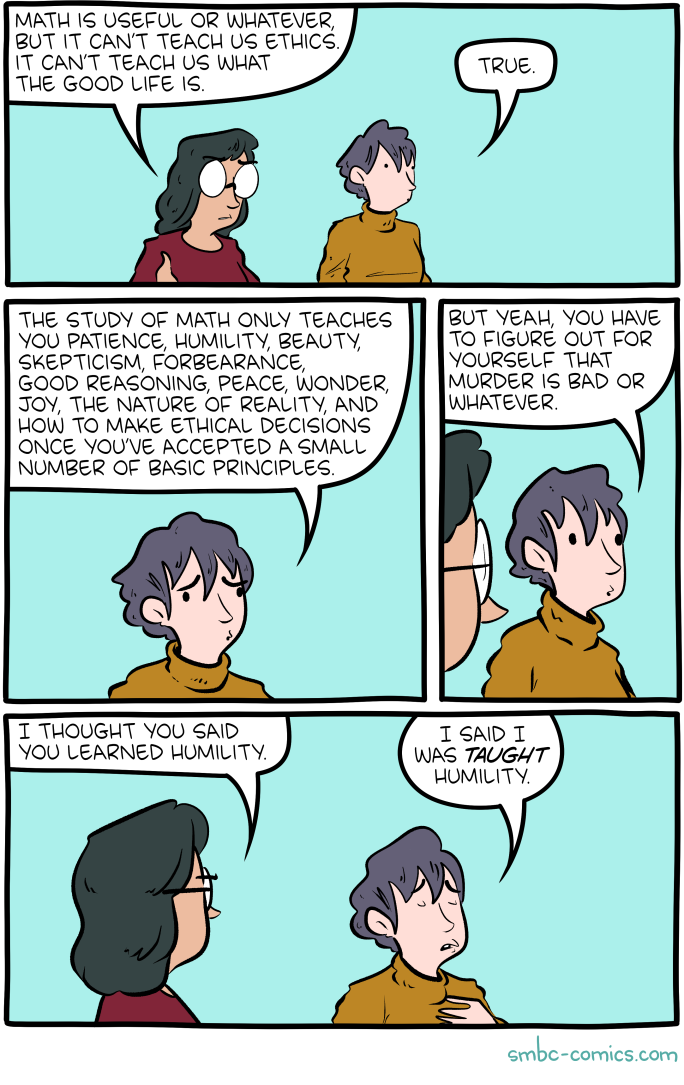 MATH IS USEFUL OR WHATEVER,
BUT IT CAN'T TEACH US ETHICS.
IT CAN'T TEACH US WHAT
THE GOOD LIFE IS.
TRUE.
THE STUDY OF MATH ONLY TEACHES
YOU PATIENCE, HUMILITY, BEAUTY,
SKEPTICISM, FORBEARANCE,
GOOD REASONING, PEACE, WONDER,
JOY, THE NATURE OF REALITY, AND
HOW TO MAKE ETHICAL DECISIONS
ONCE YOU'VE ACCEPTED A SMALL
NUMBER OF BASIC PRINCIPLES.
BUT YEAH, YOU HAVE
TO FIGURE OUT FOR
YOURSELF THAT
MURDER IS BAD OR
WHATEVER.
I THOUGHT YOU SAID
YOU LEARNED HUMILITY.
I SAID I
WAS TAUGHT
HUMILITY.
smbc-comics.com